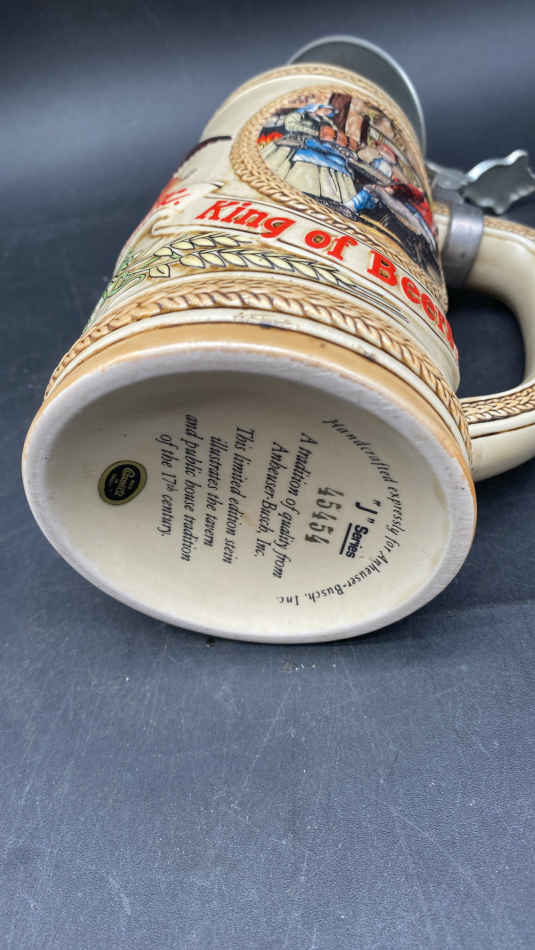 King of Beers
Handcrafted expressly for Anheuser-Busch, Inc.
"J" Series
45454
A tradition of quality from
Anheuser-Busch, Inc.
This limited edition stein
illustrates the tavern
and public house tradition
of the 17th century.